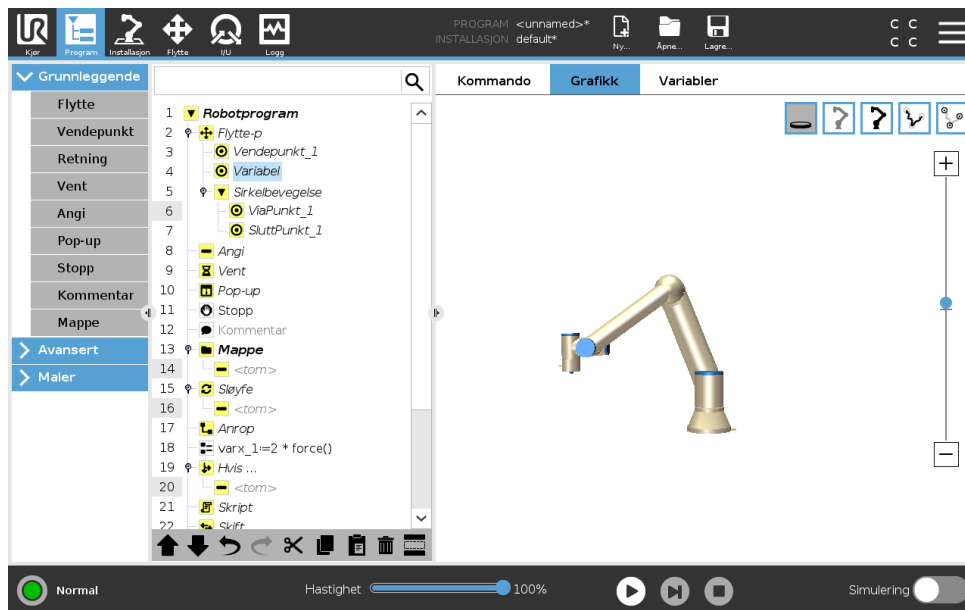 PROGRAM <unnamed>*
INSTALLASJON default*
UR
Kjør
Program
Installasjon
Flytte
I/U
Logg
Ny...
Åpne...
Lagre...
C C
C C
Grunnleggende
Flytte
Vendepunkt
Retning
Vent
Angi
Pop-up
Stopp
Kommentar
Mappe
Avansert
Maler
1 Robotprogram
2 Flytte-p
3 Vendepunkt_1
4 Variabel
5 Sirkelbevegelse
6 ViaPunkt_1
7 SluttPunkt_1
8 Angi
9 Vent
10 Pop-up
11 Stopp
12 Kommentar
13 Mappe
14 <tom>
15 Sløyfe
16 <tom>
17 Anrop
18 varx_1:=2 * force()
19 Hvis ...
20 <tom>
21 Skript
22 Skift
Kommando
Grafikk
Variabler
Normal
Hastighet
100%
Simulering